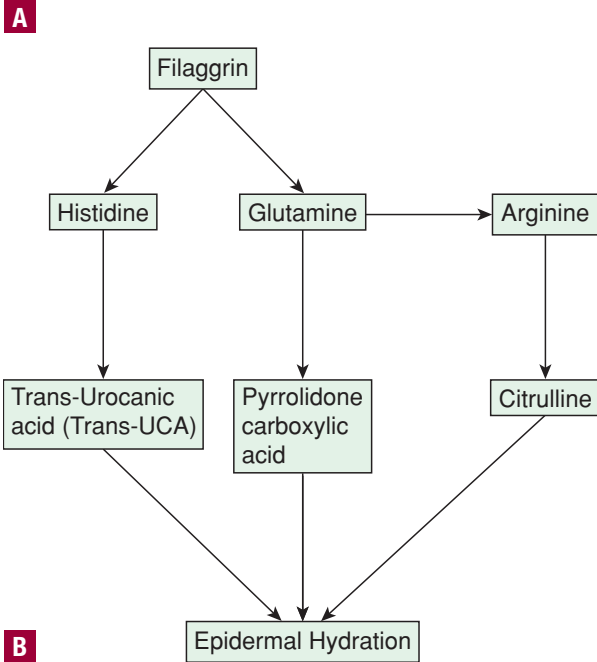 A
Filaggrin
Histidine
Glutamine
Arginine
Trans-Urocanic
acid (Trans-UCA)
Pyrrolidone
carboxylic
acid
Citrulline
Epidermal Hydration
B